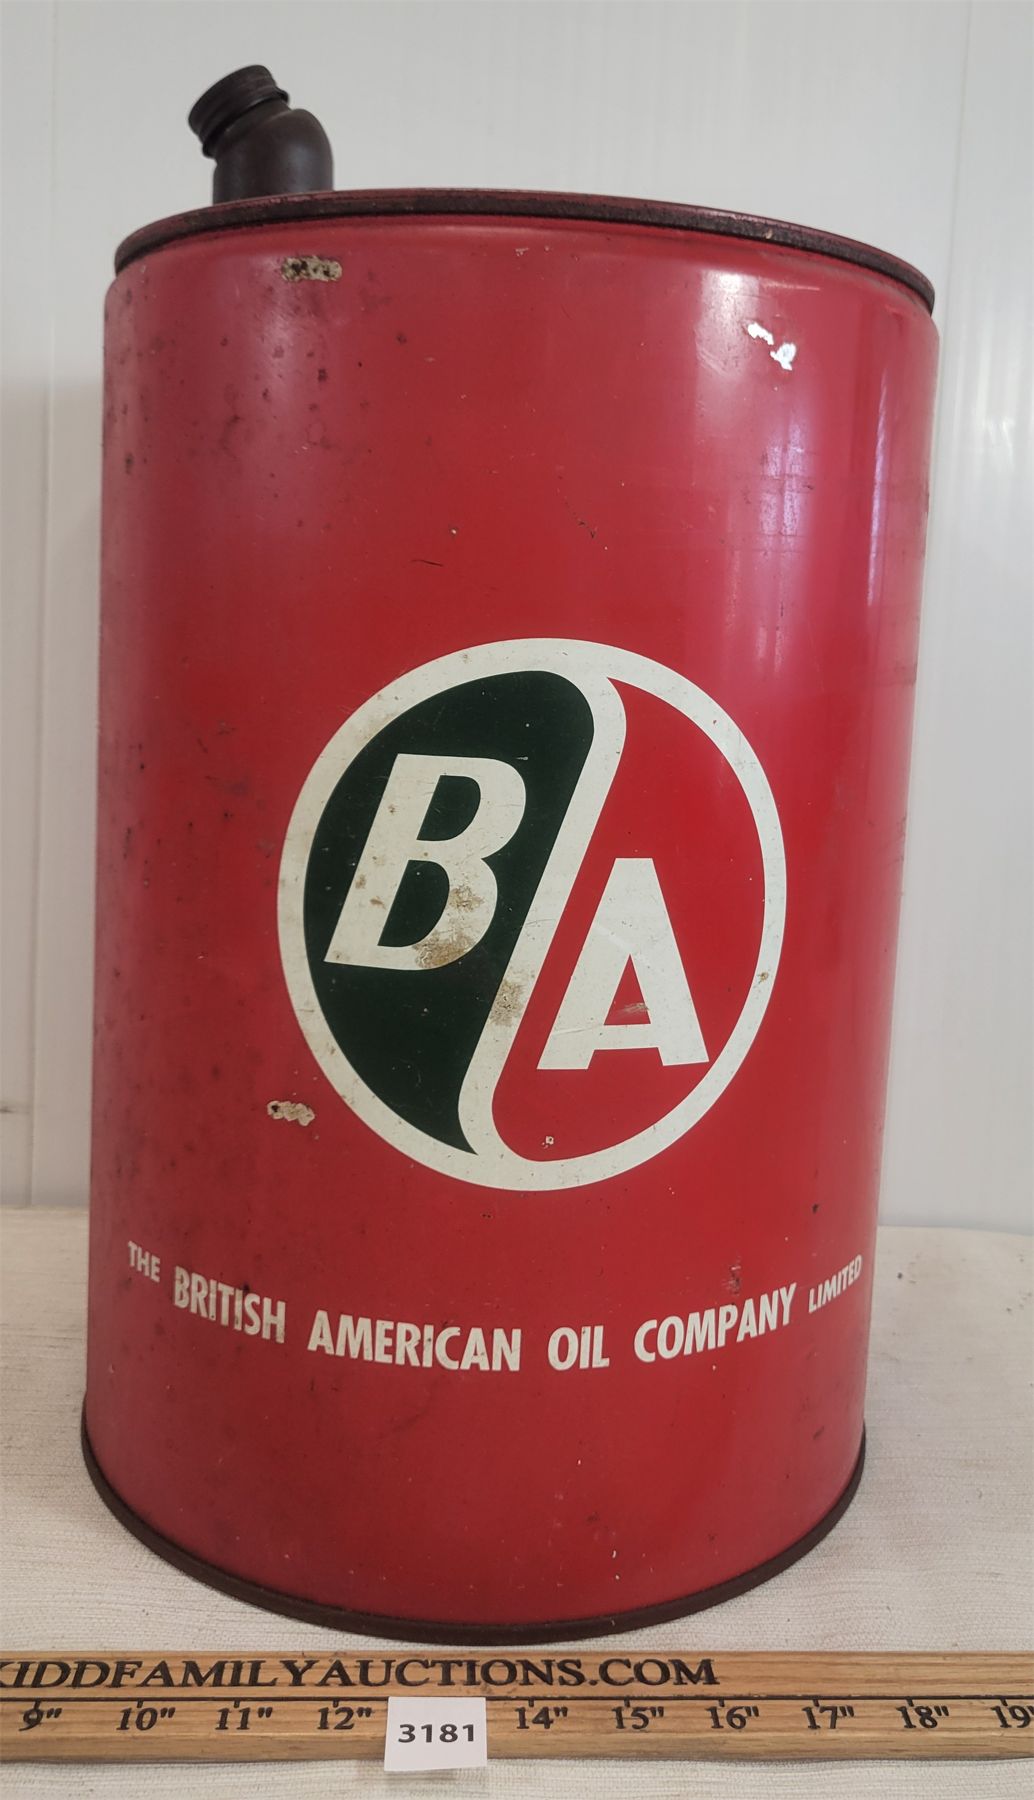 B/A
THE BRITISH AMERICAN OIL COMPANY LIMITED
KIDDFAMILYAUCTIONS.COM
9" 10" 11" 12" 14" 15" 16" 17" 18" 19"
3181